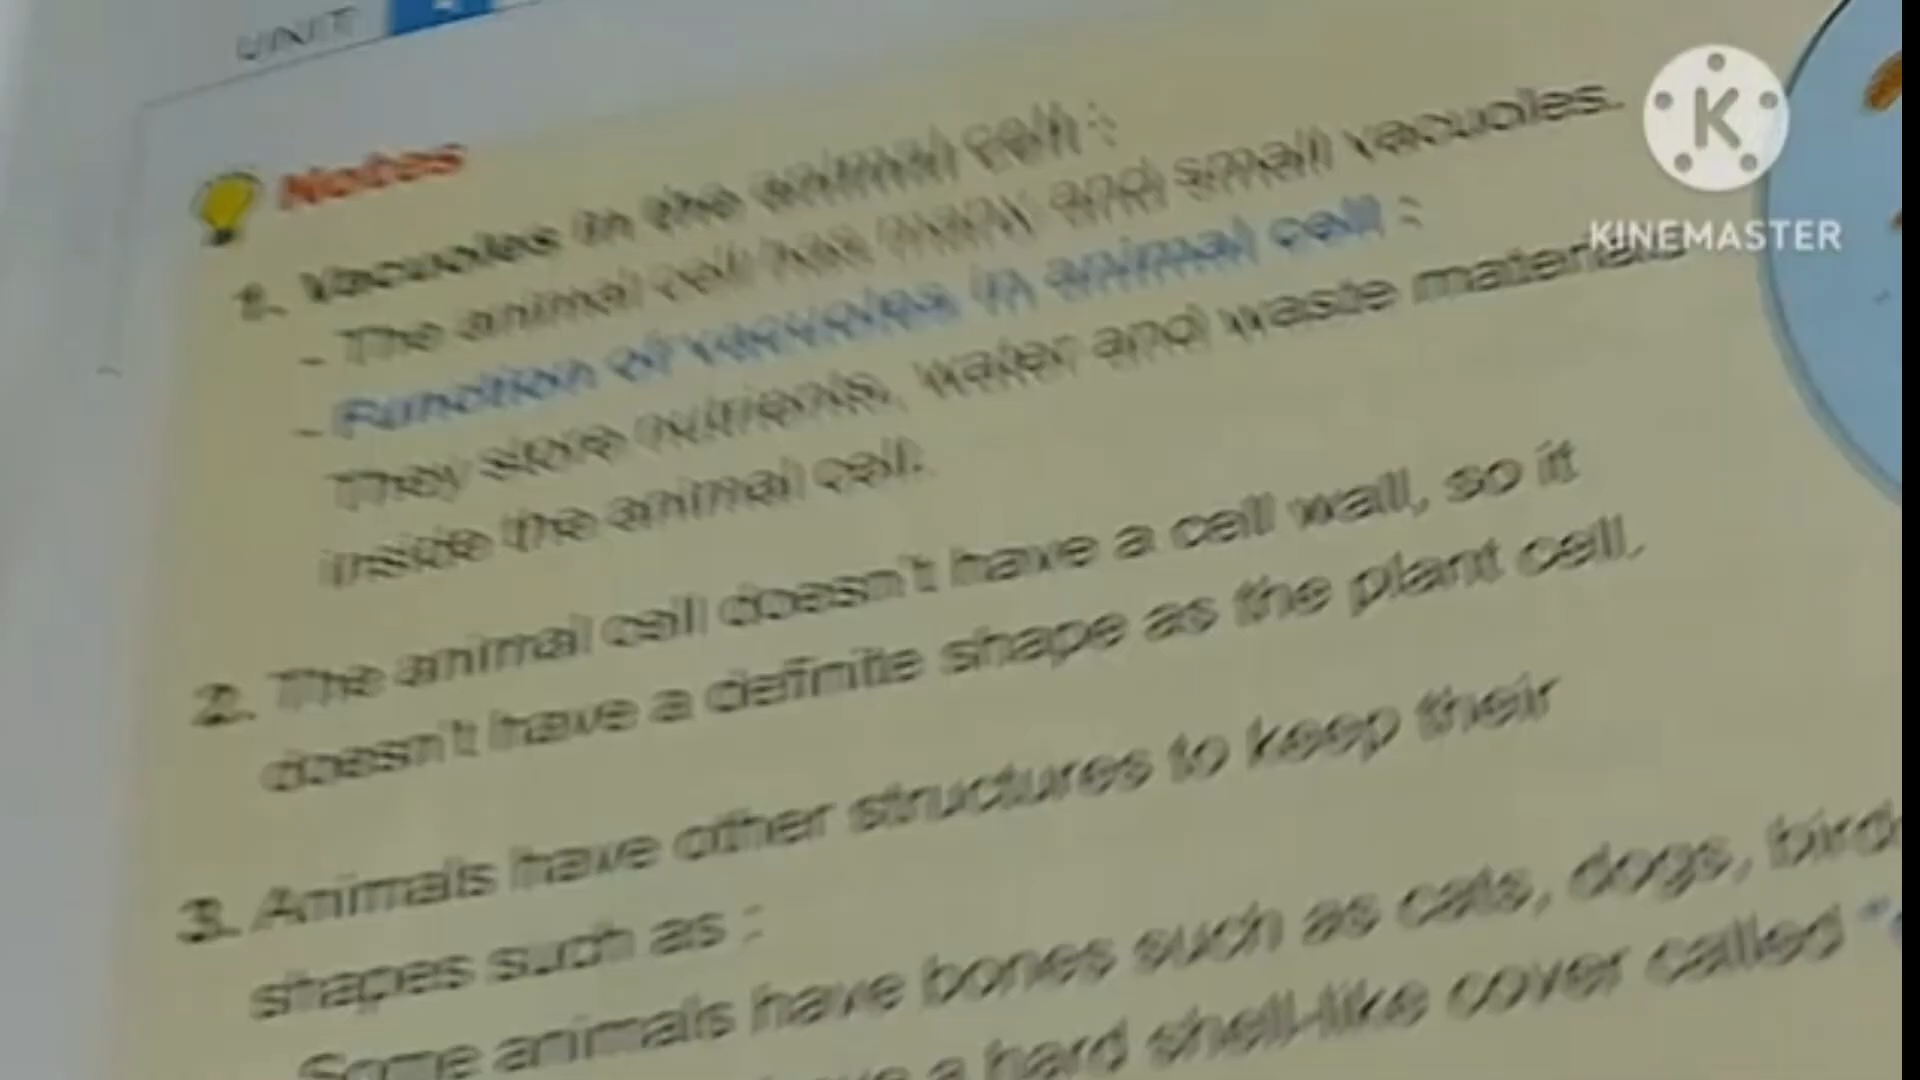 UNIT
Notes
K
KINEMASTER
1. Vacuoles in the animal cell :
- The animal cell has many and small vacuoles.
- Function of vacuoles in animal cell :
They store nutrients, water and waste materials
inside the animal cell.
2. The animal cell doesn't have a cell wall, so it
doesn't have a definite shape as the plant cell.
3. Animals have other structures to keep their
shapes such as :
Some animals have bones such as cats, dogs,
a hard shell-like cover called "